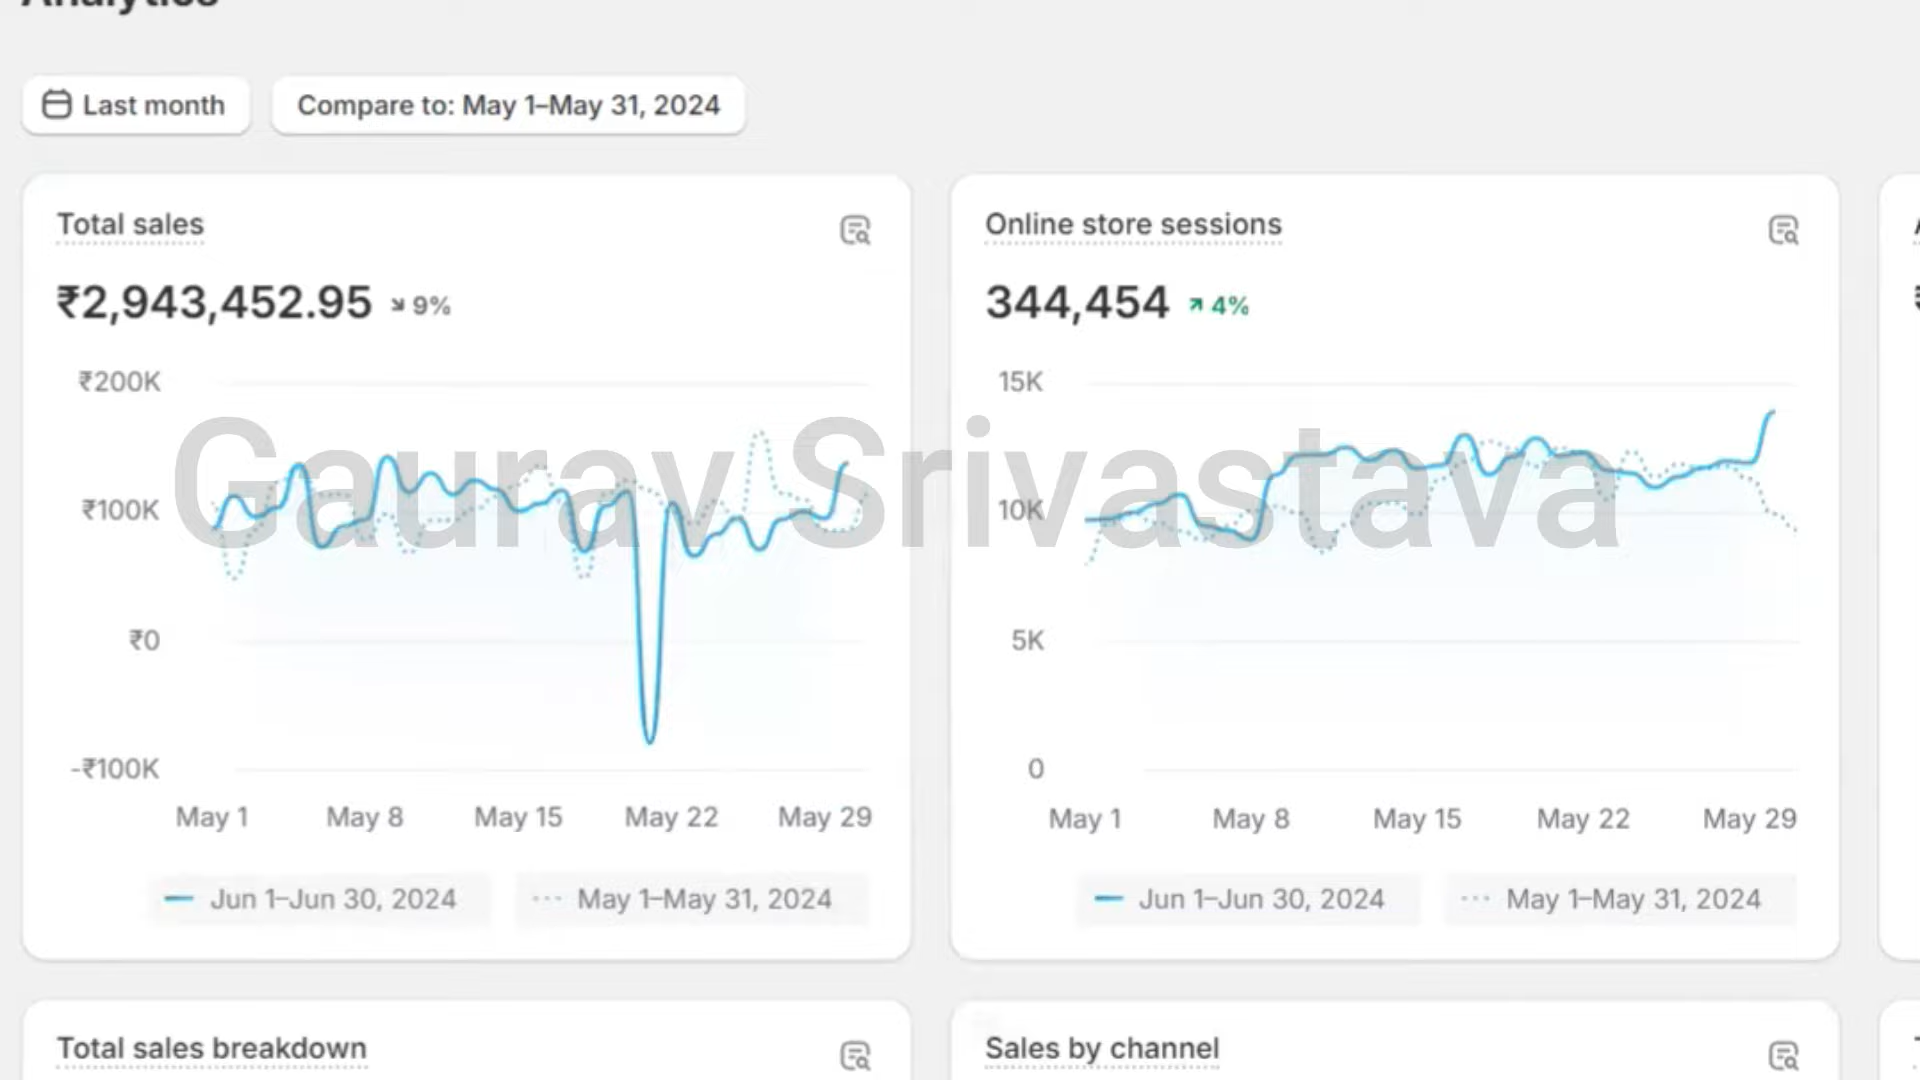 Analytics
Last month
Compare to: May 1–May 31, 2024
Total sales
₹2,943,452.95 9%
₹200K
₹100K
₹0
-₹100K
May 1 May 8 May 15 May 22 May 29
Jun 1–Jun 30, 2024 May 1–May 31, 2024
Online store sessions
344,454 4%
15K
10K
5K
0
May 1 May 8 May 15 May 22 May 29
Jun 1–Jun 30, 2024 May 1–May 31, 2024
Gaurav Srivastava
Total sales breakdown
Sales by channel